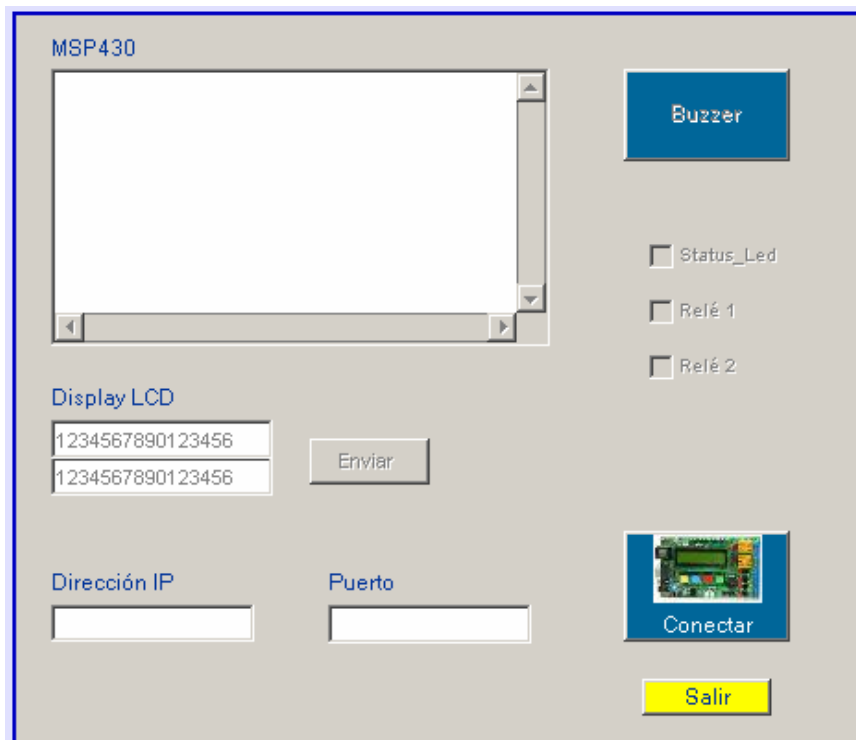 MSP430
Buzzer
Status_Led
Relé 1
Relé 2
Display LCD
1234567890123456
1234567890123456
Enviar
Dirección IP
Puerto
Conectar
Salir